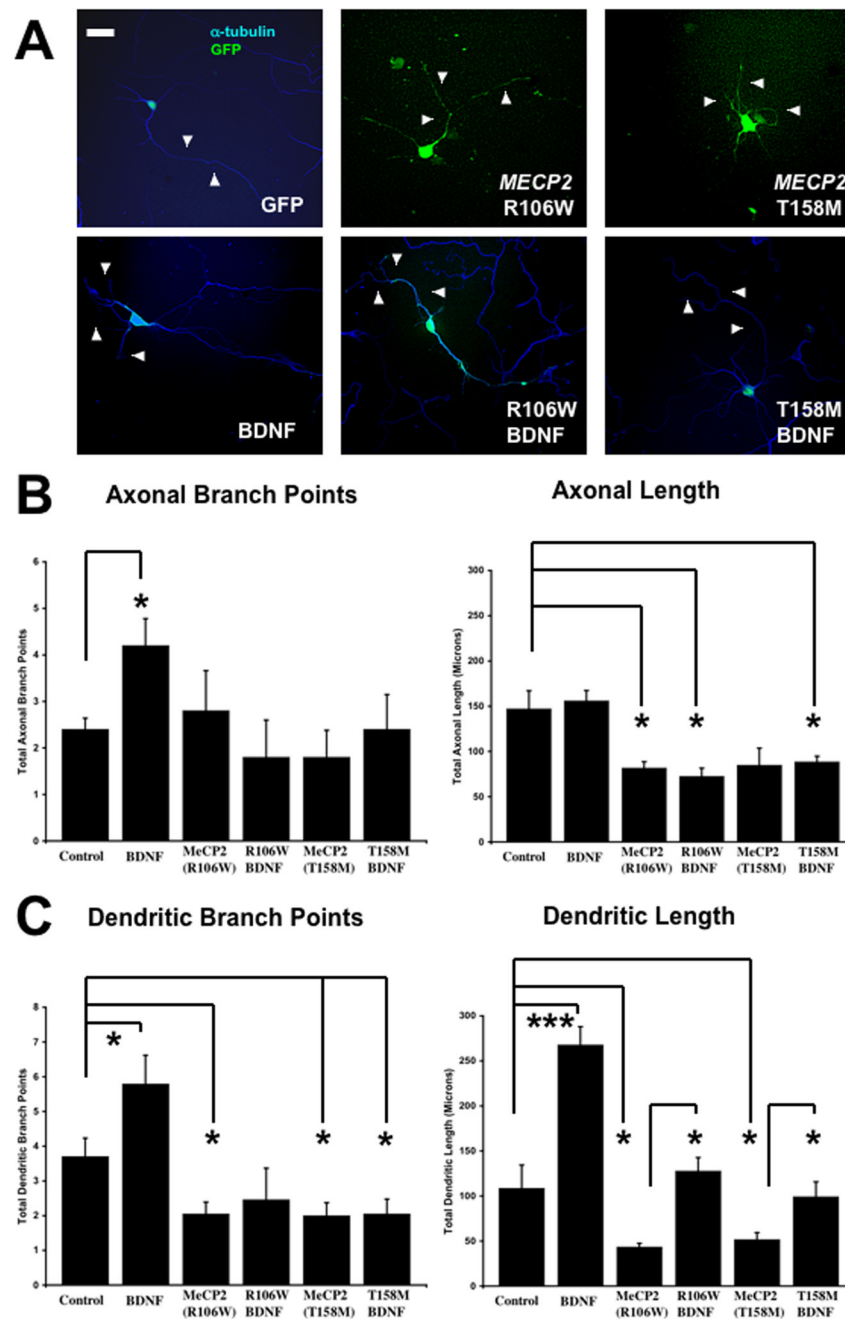 A
α-tubulin
GFP
GFP
MECP2
R106W
MECP2
T158M
BDNF
R106W
BDNF
T158M
BDNF
B
Axonal Branch Points
Total Axonal Branch Points
6
5
4
3
2
1
0
*
Control
BDNF
MeCP2
(R106W)
R106W
BDNF
MeCP2
(T158M)
T158M
BDNF
Axonal Length
Total Axonal Length (Microns)
300
250
200
150
100
50
0
* * *
Control
BDNF
MeCP2
(R106W)
R106W
BDNF
MeCP2
(T158M)
T158M
BDNF
C
Dendritic Branch Points
Total Dendritic Branch Points
8
7
6
5
4
3
2
1
0
*
* * *
Control
BDNF
MeCP2
(R106W)
R106W
BDNF
MeCP2
(T158M)
T158M
BDNF
Dendritic Length
Total Dendritic Length (Microns)
300
250
200
150
100
50
0
***
* * * *
Control
BDNF
MeCP2
(R106W)
R106W
BDNF
MeCP2
(T158M)
T158M
BDNF